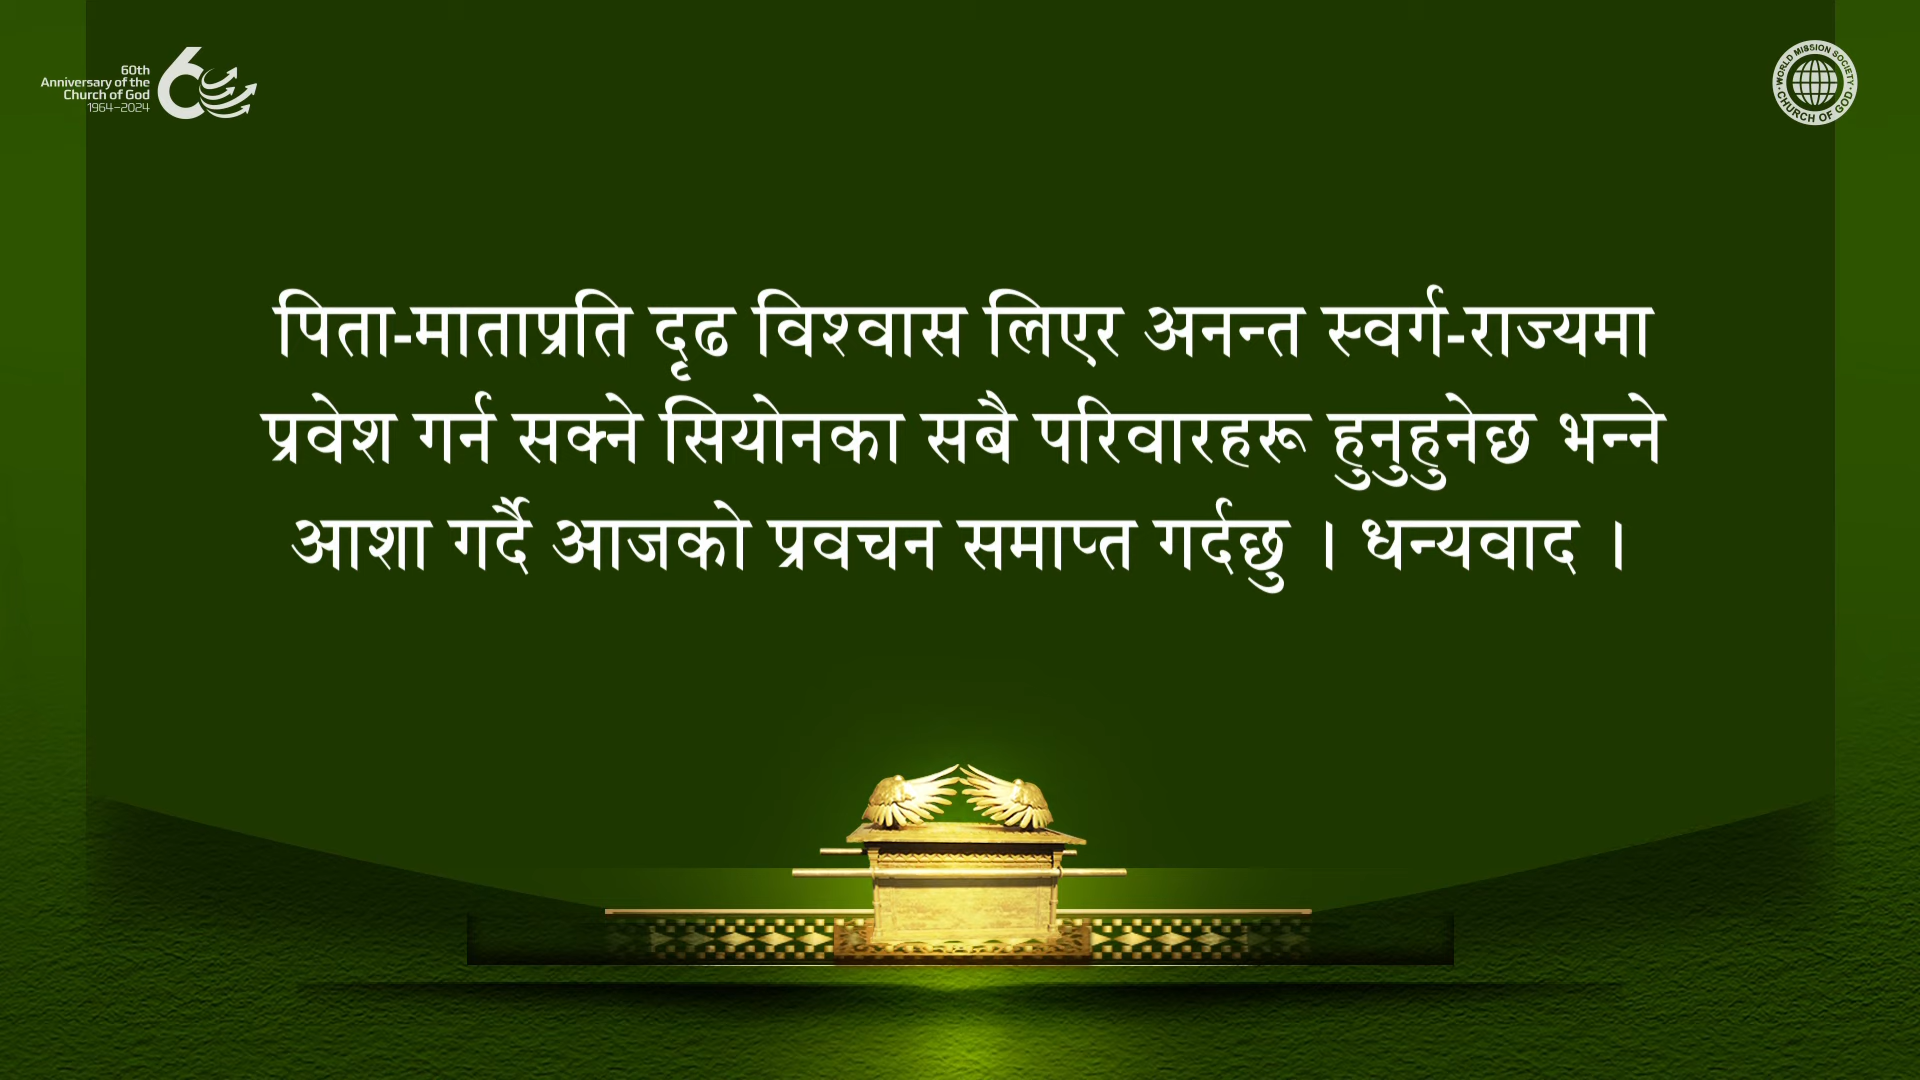 60th
Anniversary of the
Church of God
1964–2024
WORLD MISSION SOCIETY
CHURCH OF GOD
पिता-माताप्रति दृढ विश्वास लिएर अनन्त स्वर्ग-राज्यमा
प्रवेश गर्न सक्ने सियोनका सबै परिवारहरू हुनुहुनेछ भन्ने
आशा गर्दै आजको प्रवचन समाप्त गर्दछु । धन्यवाद ।